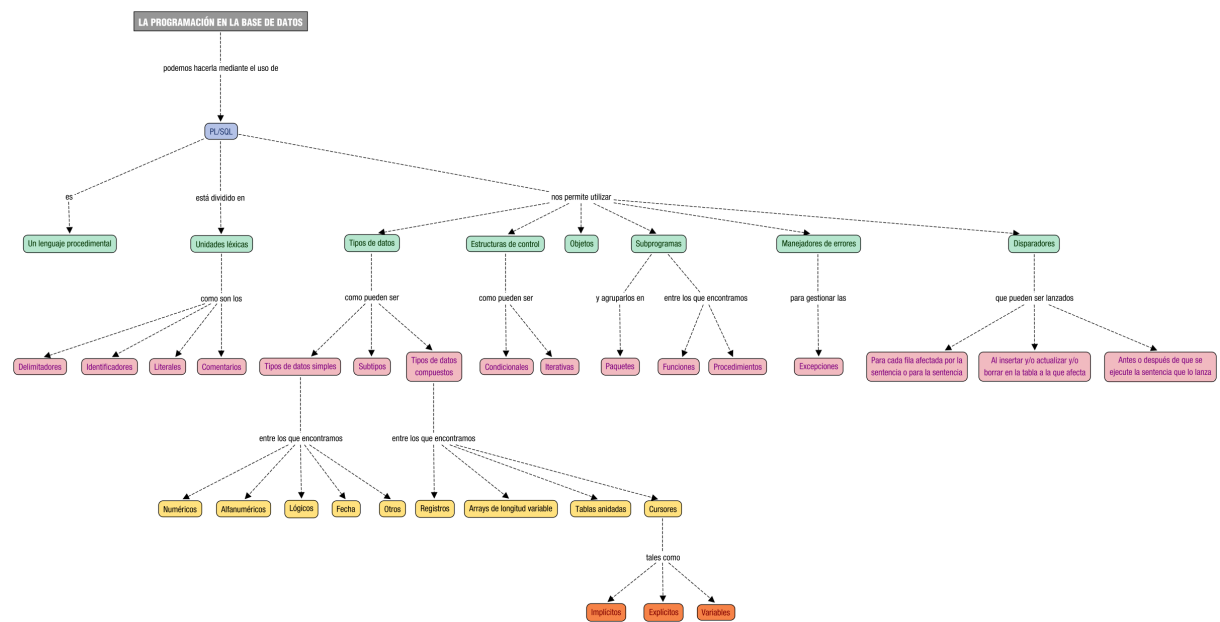 LA PROGRAMACIÓN EN LA BASE DE DATOS
podemos hacerla mediante el uso de
PL/SQL
es
está dividido en
nos permite utilizar
Un lenguaje procedimental
Unidades léxicas
Tipos de datos
Estructuras de control
Objetos
Subprogramas
Manejadores de errores
Disparadores
como son los
como pueden ser
como pueden ser
y agruparlos en
entre los que encontramos
para gestionar las
que pueden ser lanzados
Delimitadores
Identificadores
Literales
Comentarios
Tipos de datos simples
Subtipos
Tipos de datos
compuestos
Condicionales
Iterativas
Paquetes
Funciones
Procedimientos
Excepciones
Para cada fila afectada por la
sentencia o para la sentencia
Al insertar y/o actualizar y/o
borrar en la tabla a la que afecta
Antes o después de que se
ejecute la sentencia que lo lanza
entre los que encontramos
entre los que encontramos
Numéricos
Alfanuméricos
Lógicos
Fecha
Otros
Registros
Arrays de longitud variable
Tablas anidadas
Cursores
tales como
Implícitos
Explícitos
Variables